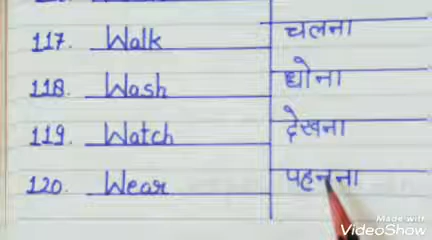 117. Walk चलना
118. Wash धोना
119. Watch देखना
120. Wear पहनना
Made with
VideoShow